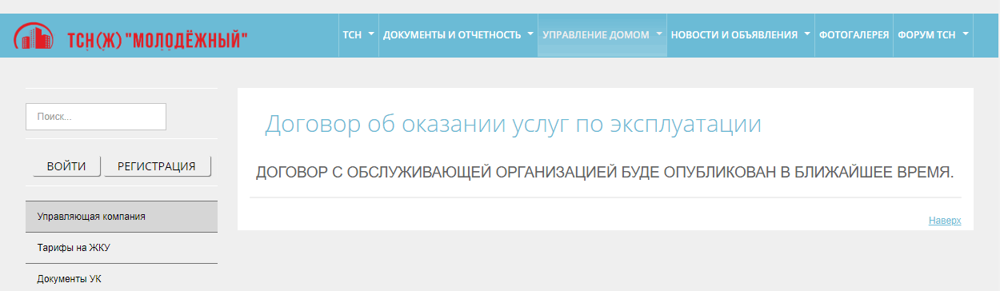 ТСН(Ж) "МОЛОДЁЖНЫЙ"
ТСН
ДОКУМЕНТЫ И ОТЧЕТНОСТЬ
УПРАВЛЕНИЕ ДОМОМ
НОВОСТИ И ОБЪЯВЛЕНИЯ
ФОТОГАЛЕРЕЯ
ФОРУМ ТСН
Поиск...
ВОЙТИ
РЕГИСТРАЦИЯ
Управляющая компания
Тарифы на ЖКУ
Документы УК
Договор об оказании услуг по эксплуатации
ДОГОВОР С ОБСЛУЖИВАЮЩЕЙ ОРГАНИЗАЦИЕЙ БУДЕ ОПУБЛИКОВАН В БЛИЖАЙШЕЕ ВРЕМЯ.
Наверх